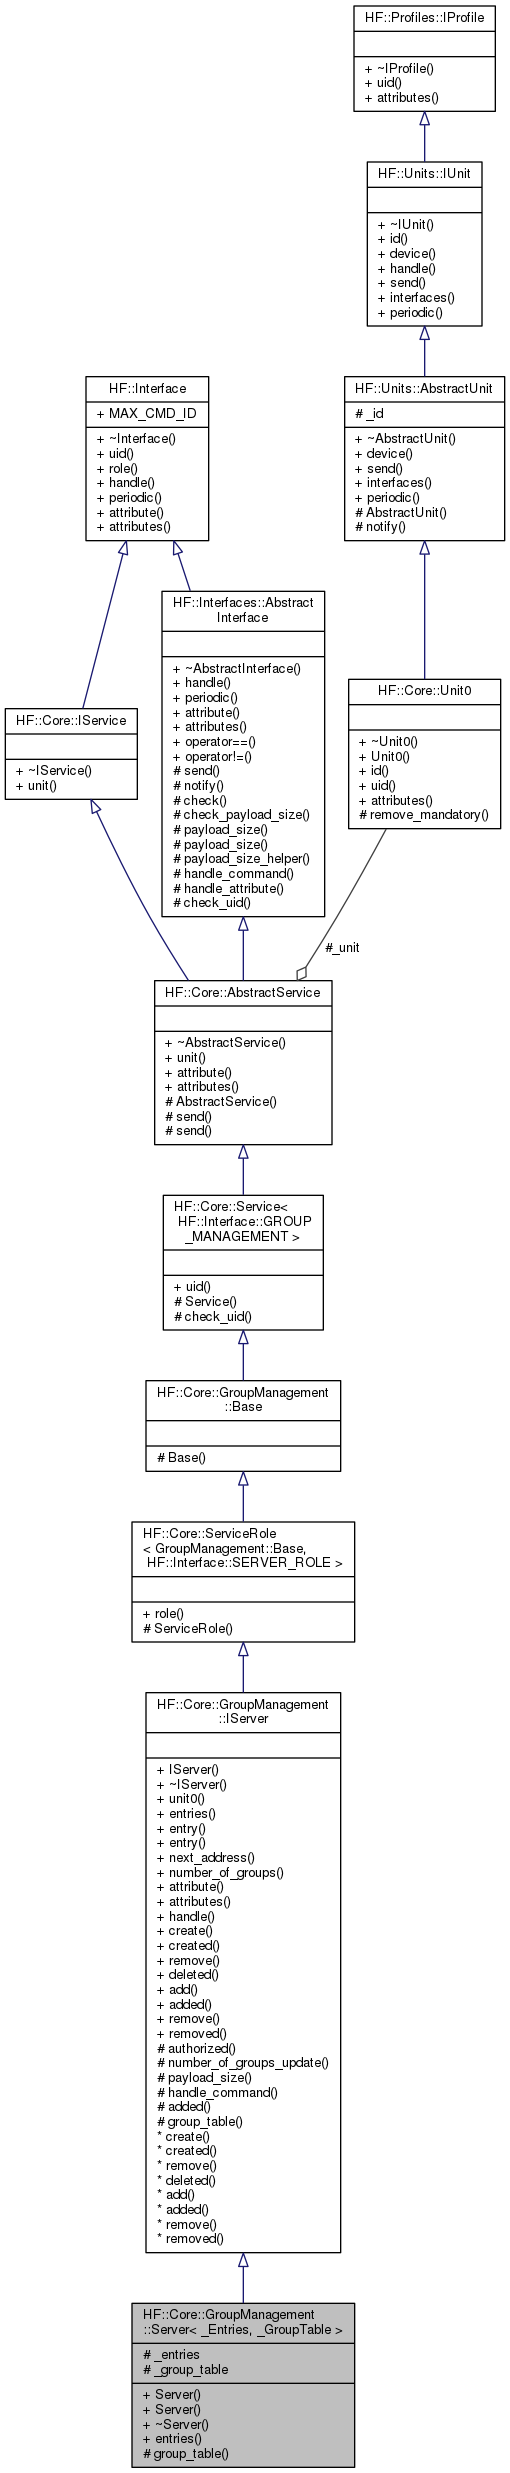 HF::Profiles::IProfile
+ ~IProfile()
+ uid()
+ attributes()
HF::Units::IUnit
+ ~IUnit()
+ id()
+ device()
+ handle()
+ send()
+ interfaces()
+ periodic()
HF::Interface
+ MAX_CMD_ID
+ ~Interface()
+ uid()
+ role()
+ handle()
+ periodic()
+ attribute()
+ attributes()
HF::Units::AbstractUnit
# _id
+ ~AbstractUnit()
+ device()
+ send()
+ interfaces()
+ periodic()
# AbstractUnit()
# notify()
HF::Interfaces::Abstract
Interface
+ ~AbstractInterface()
+ handle()
+ periodic()
+ attribute()
+ attributes()
+ operator==()
+ operator!=()
# send()
# notify()
# check()
# check_payload_size()
# payload_size()
# payload_size()
# payload_size_helper()
# handle_command()
# handle_attribute()
# check_uid()
HF::Core::IService
+ ~IService()
+ unit()
HF::Core::Unit0
+ ~Unit0()
+ Unit0()
+ id()
+ uid()
+ attributes()
# remove_mandatory()
#_unit
HF::Core::AbstractService
+ ~AbstractService()
+ unit()
+ attribute()
+ attributes()
# AbstractService()
# send()
# send()
HF::Core::Service<
HF::Interface::GROUP
_MANAGEMENT >
+ uid()
# Service()
# check_uid()
HF::Core::GroupManagement
::Base
# Base()
HF::Core::ServiceRole
< GroupManagement::Base,
HF::Interface::SERVER_ROLE >
+ role()
# ServiceRole()
HF::Core::GroupManagement
::IServer
+ IServer()
+ ~IServer()
+ unit0()
+ entries()
+ entry()
+ entry()
+ next_address()
+ number_of_groups()
+ attribute()
+ attributes()
+ handle()
+ create()
+ created()
+ remove()
+ deleted()
+ add()
+ added()
+ remove()
+ removed()
# authorized()
# number_of_groups_update()
# payload_size()
# handle_command()
# added()
# group_table()
* create()
* created()
* remove()
* deleted()
* add()
* added()
* remove()
* removed()
HF::Core::GroupManagement
::Server< _Entries, _GroupTable >
# _entries
# _group_table
+ Server()
+ Server()
+ ~Server()
+ entries()
# group_table()